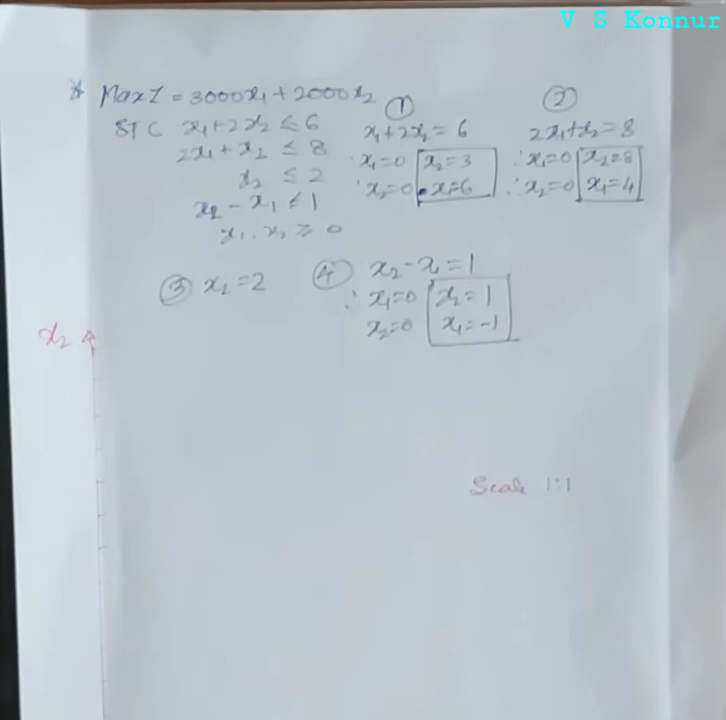 V S Konnur
* Max Z = 3000x₁ + 2000x₂
STC x₁ + 2x₂ ≤ 6
2x₁ + x₂ ≤ 8
x₂ ≤ 2
x₂ - x₁ ≤ 1
x₁, x₂ ≥ 0
①
x₁ + 2x₂ = 6
∴ x₁=0 x₂=3
∴ x₂=0 x₁=6
②
2x₁+x₂ = 8
∴ x₁=0 x₂=8
∴ x₂=0 x₁=4
③ x₂ = 2
④ x₂ - x₁ = 1
∴ x₁=0 x₂=1
x₂=0 x₁=-1
x₂
Scale 1:1